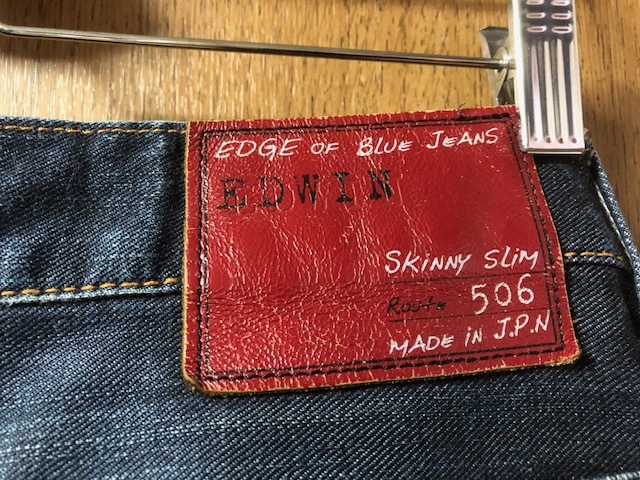 EDGE OF BLUE JEANS
EDWIN
SKINNY SLIM
Route 506
MADE IN J.P.N